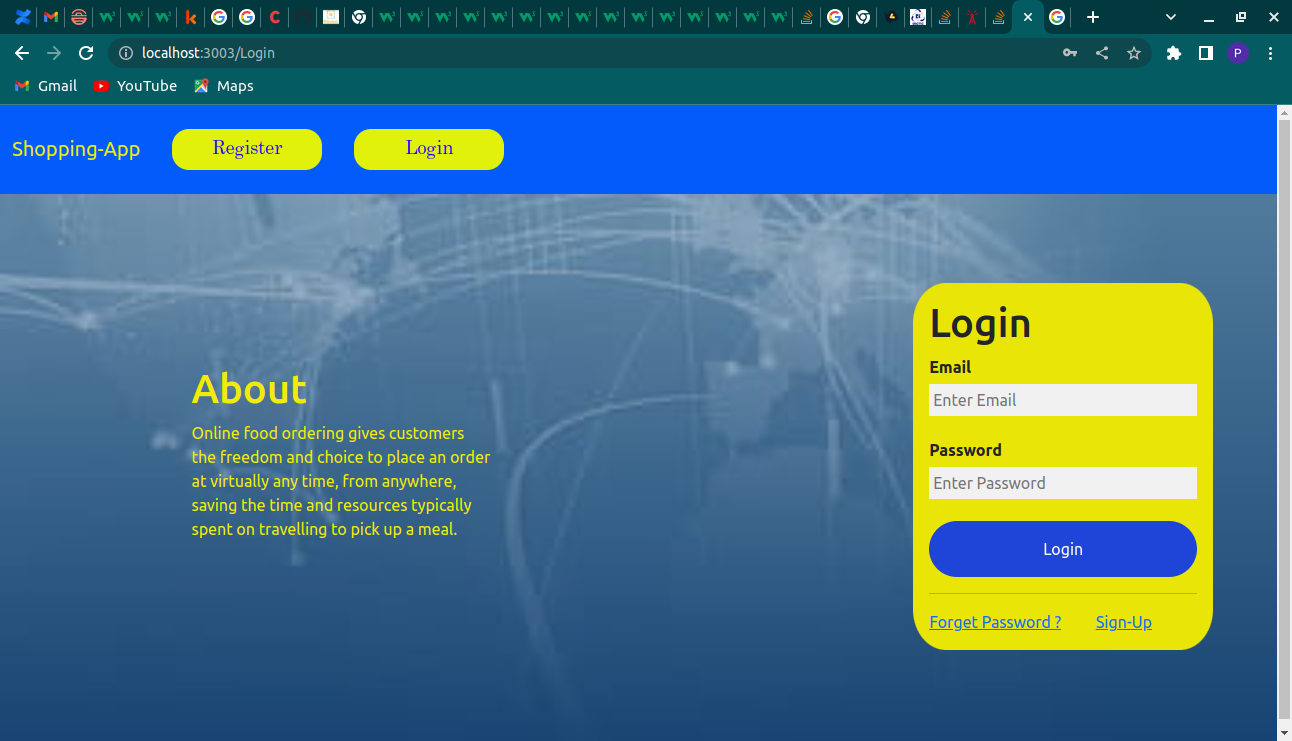 localhost:3003/Login
P
Gmail
YouTube
Maps
Shopping-App
Register
Login
Login
Email
Enter Email
Password
Enter Password
Login
Forget Password ?
Sign-Up
About
Online food ordering gives customers
the freedom and choice to place an order
at virtually any time, from anywhere,
saving the time and resources typically
spent on travelling to pick up a meal.